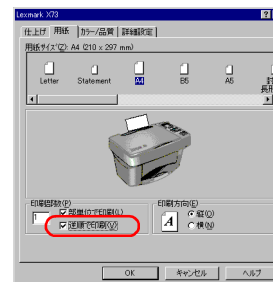 Lexmark X73
仕上げ 用紙 カラー/品質 詳細設定
用紙サイズ(Z): A4 (210 x 297 mm)
Letter Statement A4 B5 A5 封
長形
印刷部数(P)
1 部単位で印刷(L)
逆順で印刷(V)
印刷方向(E)
A 縦(O)
横(N)
OK キャンセル ヘルプ